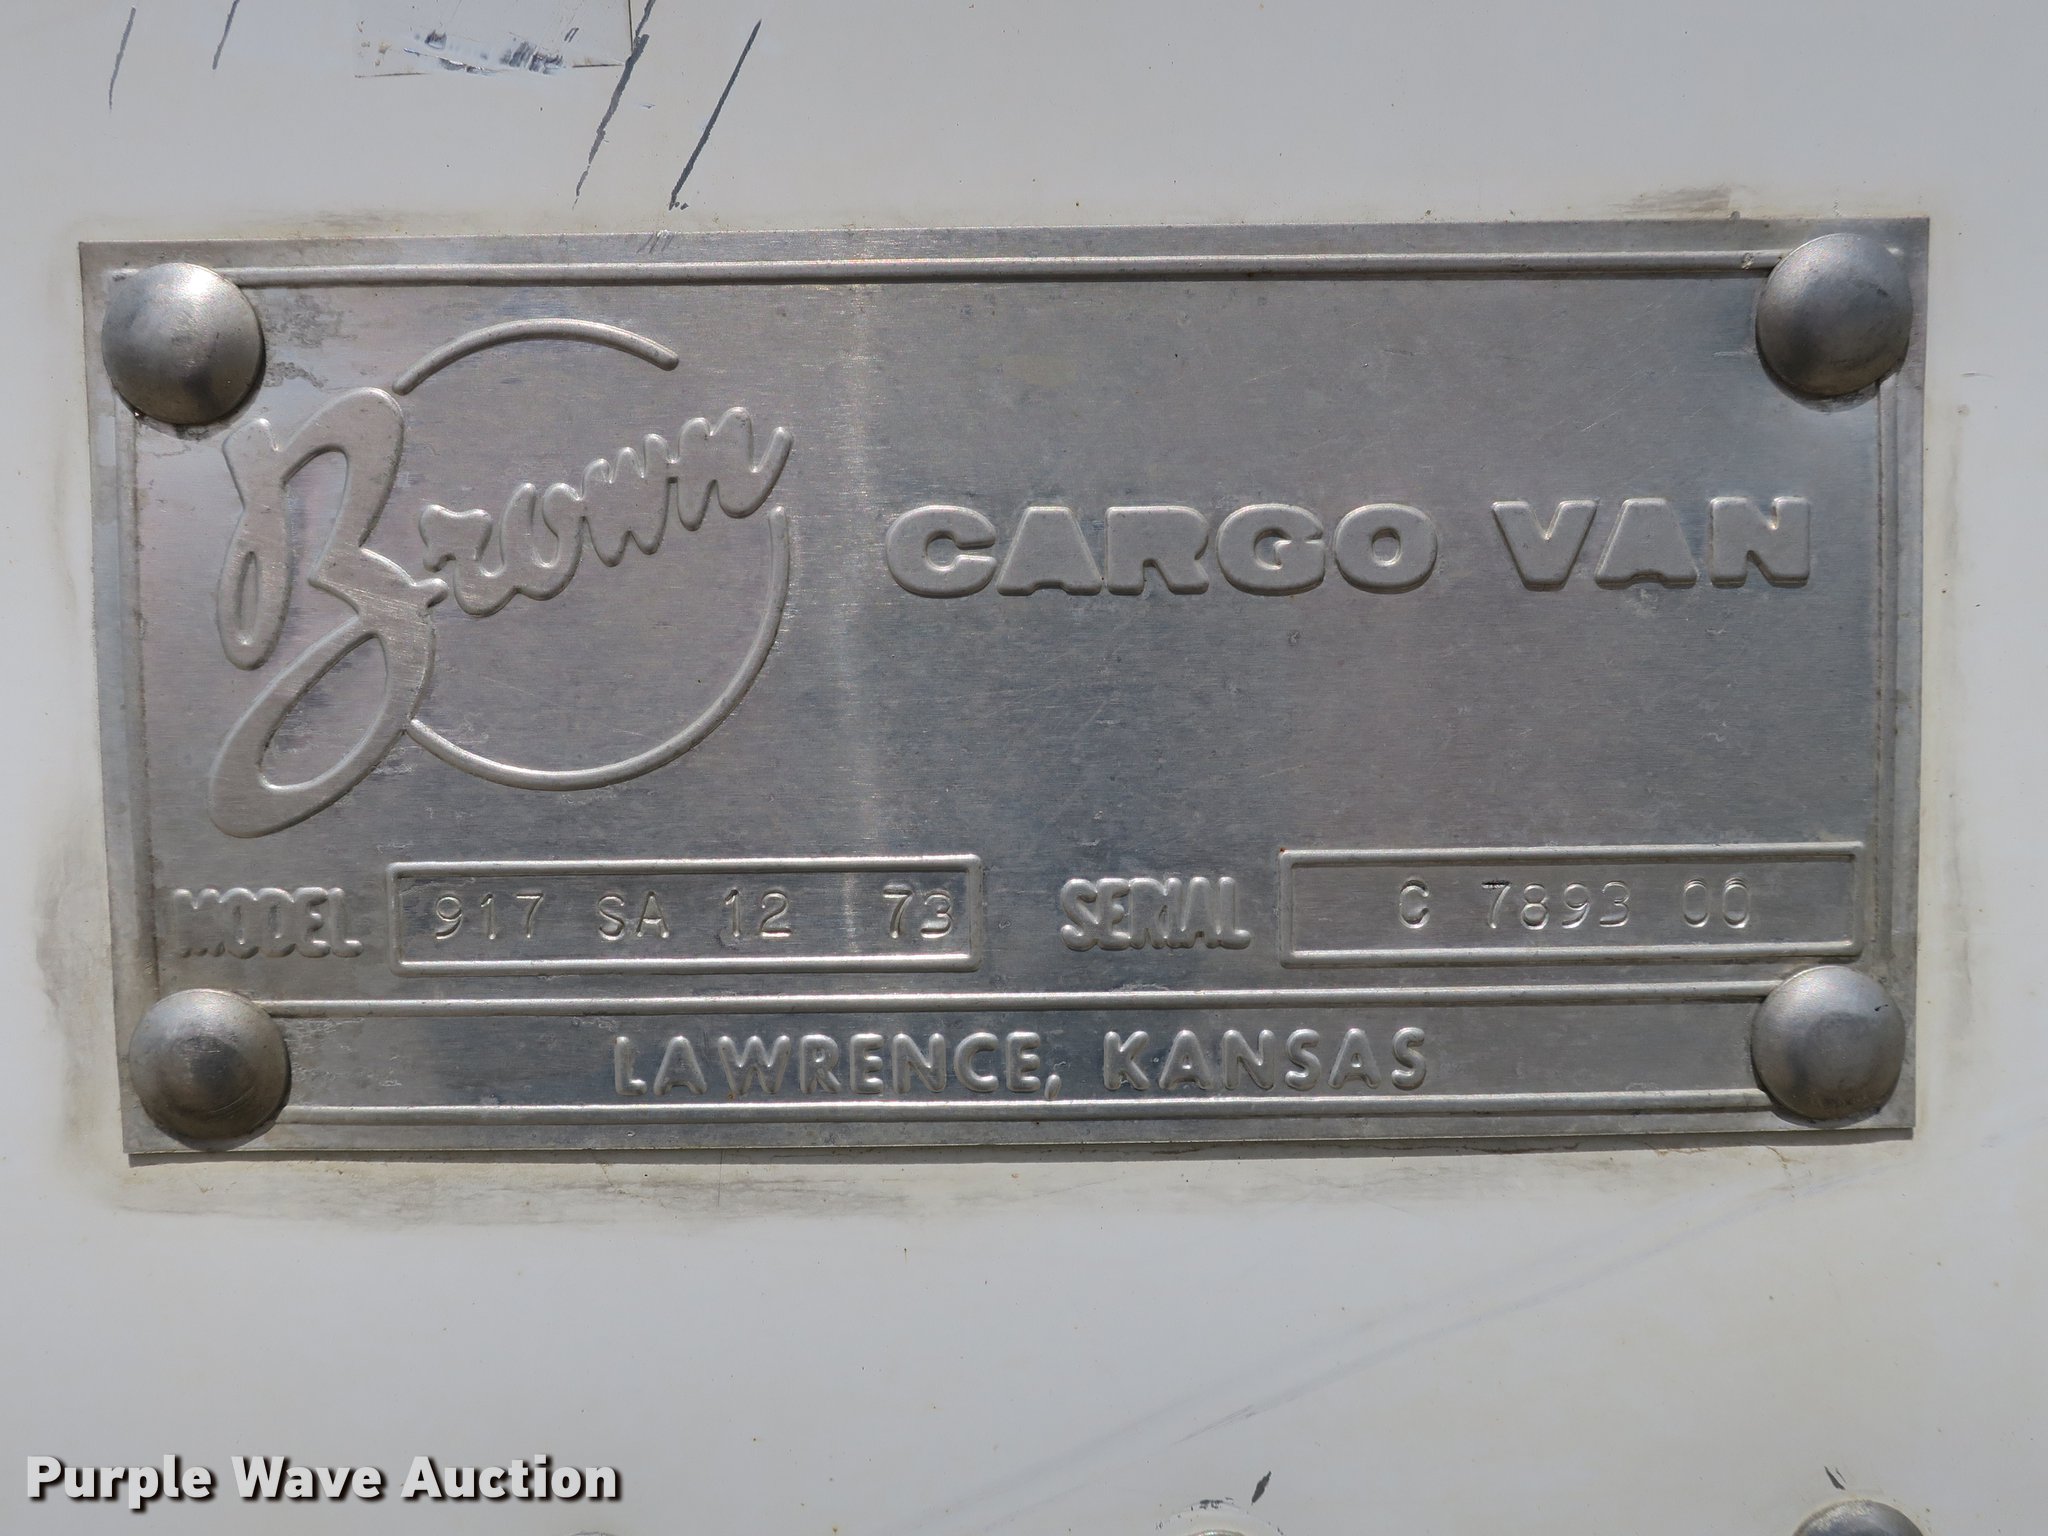 Brown CARGO VAN
MODEL 917 SA 12 73 SERIAL C 7893 00
LAWRENCE, KANSAS
Purple Wave Auction